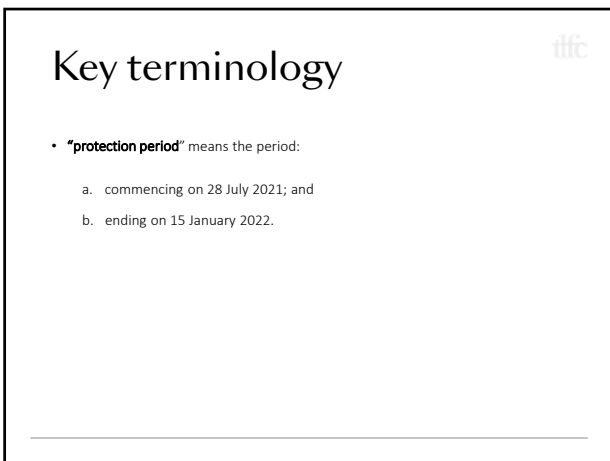 tlfc
Key terminology
• “protection period” means the period:
a. commencing on 28 July 2021; and
b. ending on 15 January 2022.